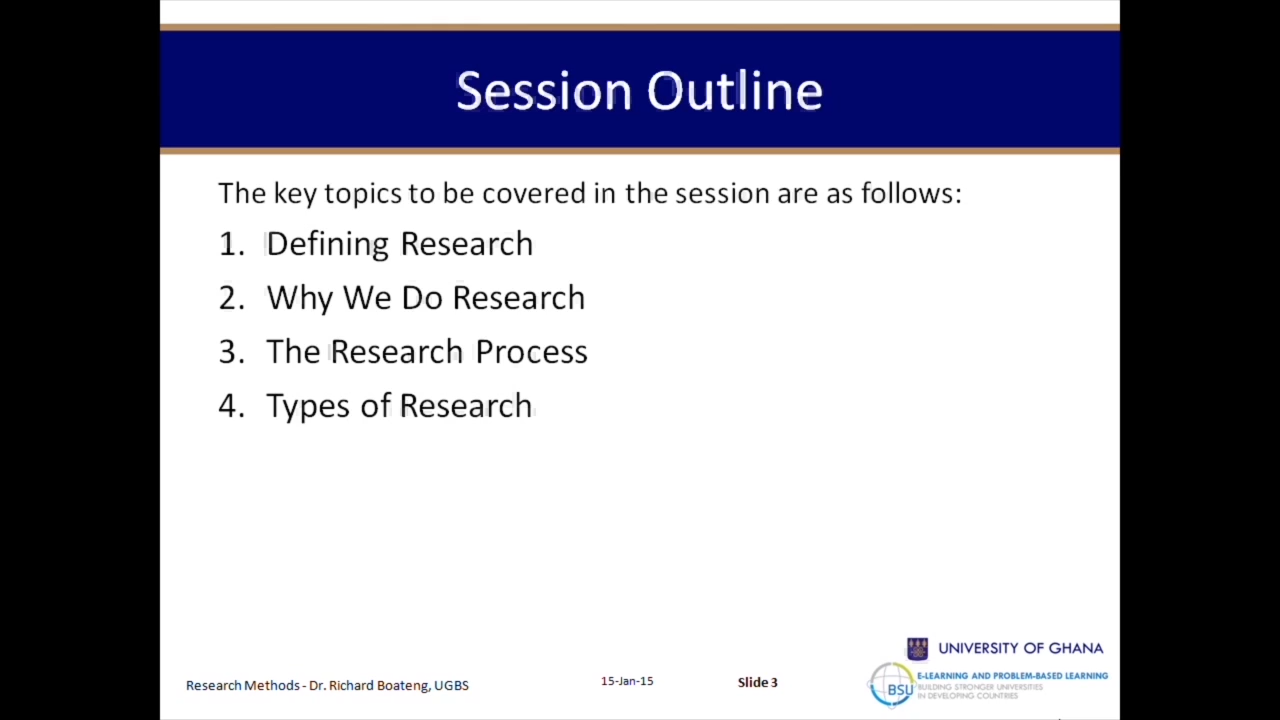 Session Outline
The key topics to be covered in the session are as follows:
1. Defining Research
2. Why We Do Research
3. The Research Process
4. Types of Research
UNIVERSITY OF GHANA
Research Methods - Dr. Richard Boateng, UGBS
15-Jan-15
Slide 3
BSU
E-LEARNING AND PROBLEM-BASED LEARNING
BUILDING STRONGER UNIVERSITIES
IN DEVELOPING COUNTRIES